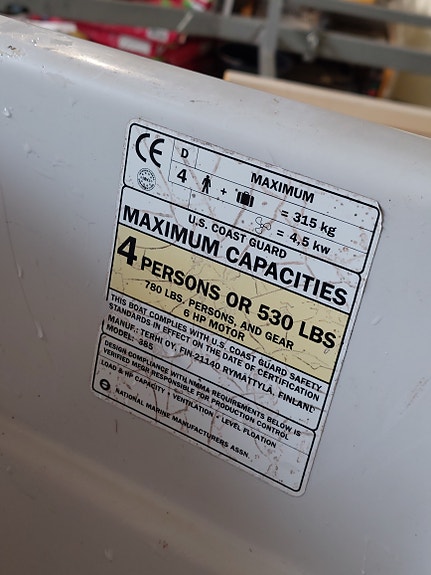 CE D
MAXIMUM
4 + = 315 kg
= 4,5 kw
U.S. COAST GUARD
MAXIMUM CAPACITIES
4 PERSONS OR 530 LBS
780 LBS. PERSONS, AND GEAR
6 HP MOTOR
THIS BOAT COMPLIES WITH U.S. COAST GUARD SAFETY
STANDARDS IN EFFECT ON THE DATE OF CERTIFICATION
MANUF.: TERHI OY, FIN-21140 RYMATTYLA, FINLAND
MODEL: 385
DESIGN COMPLIANCE WITH NMMA REQUIREMENTS BELOW IS
VERIFIED MEGR RESPONSIBLE FOR PRODUCTION CONTROL
LOAD & HP CAPACITY * VENTILATION * LEVEL FLOATION
NATIONAL MARINE MANUFACTURERS ASSN.